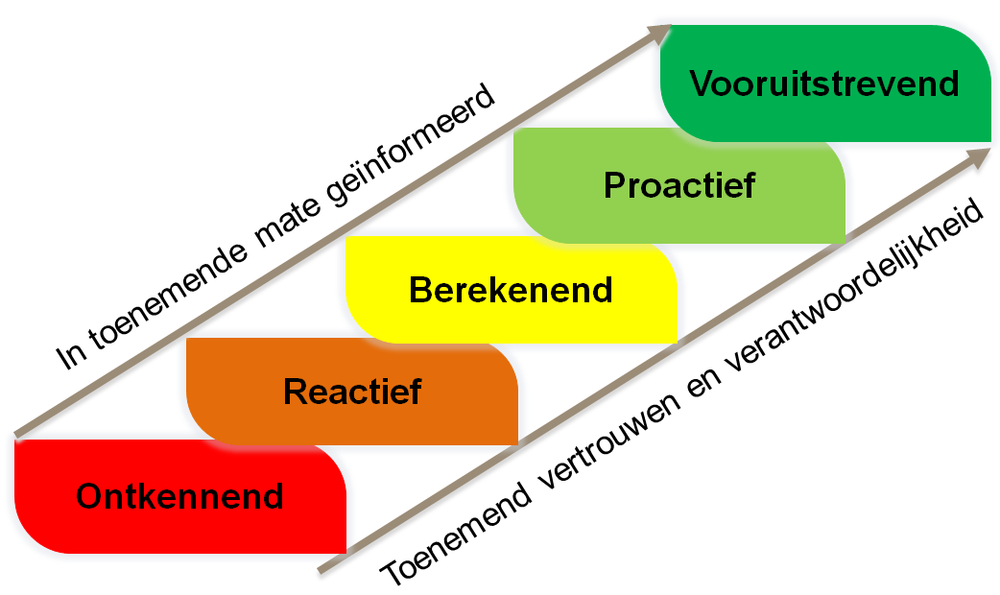 Vooruitstrevend
In toenemende mate geïnformeerd
Proactief
Berekenend
Toenemend vertrouwen en verantwoordelijkheid
Reactief
Ontkennend